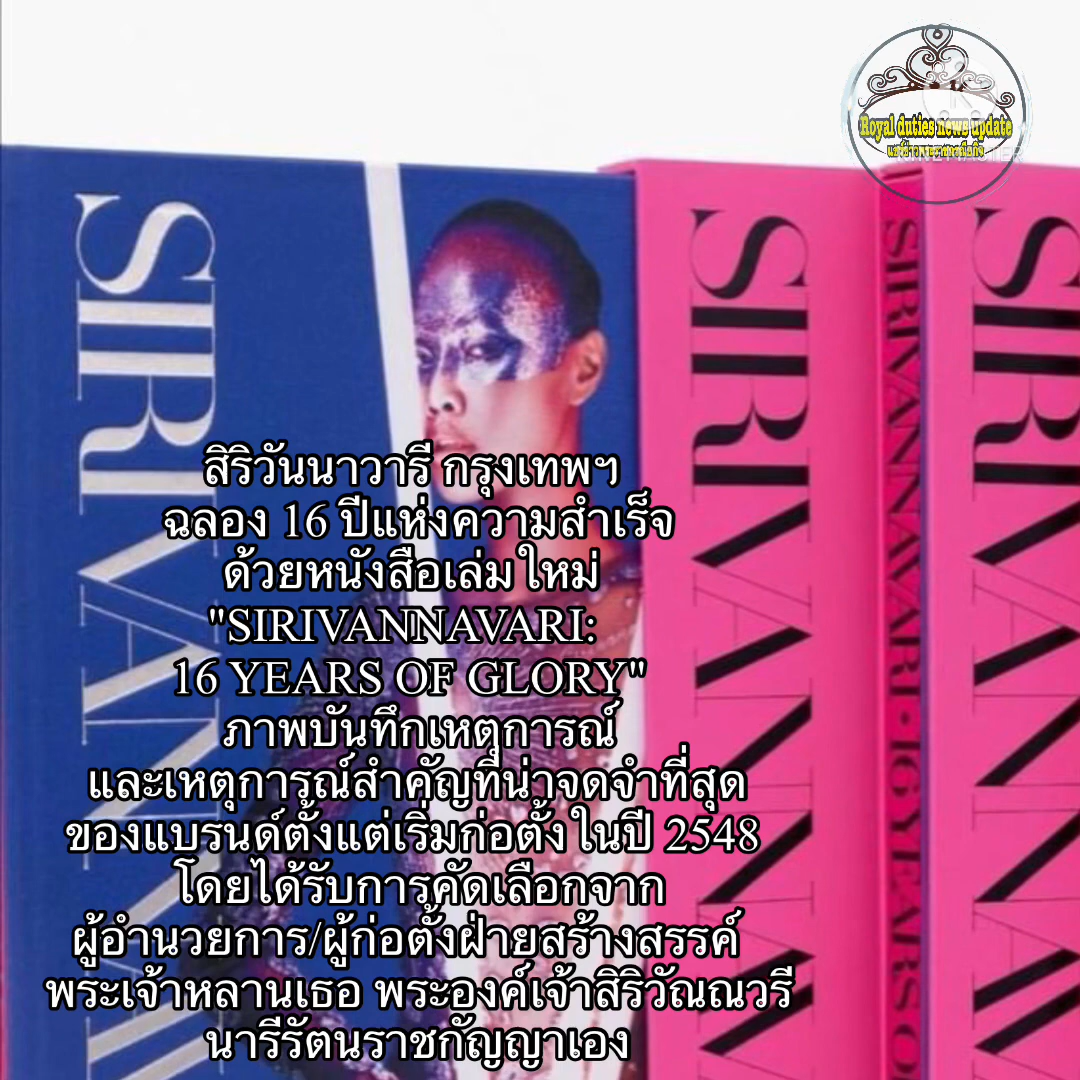 Royal duties news update
SIRIVANNAVARI
SIRIVANNAVARI
SIRIVANNAVARI • 16 YEARS O
SIRIVANNAVARI
สิริวันนาวารี กรุงเทพฯ
ฉลอง 16 ปีแห่งความสำเร็จ
ด้วยหนังสือเล่มใหม่
"SIRIVANNAVARI:
16 YEARS OF GLORY"
ภาพบันทึกเหตุการณ์
และเหตุการณ์สำคัญที่น่าจดจำที่สุด
ของแบรนด์ตั้งแต่เริ่มก่อตั้งในปี 2548
โดยได้รับการคัดเลือกจาก
ผู้อำนวยการ/ผู้ก่อตั้งฝ่ายสร้างสรรค์
พระเจ้าหลานเธอ พระองค์เจ้าสิริวัณณวรี
นารีรัตนราชกัญญาเอง